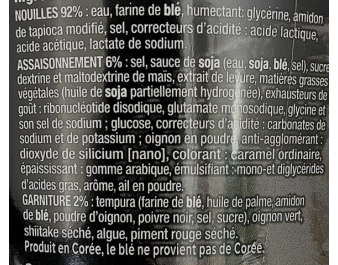 NOUILLES 92% : eau, farine de blé, humectant: glycérine, amidon
de tapioca modifié, sel, correcteurs d'acidité : acide lactique,
acide acétique, lactate de sodium.
ASSAISONNEMENT 6% : sel, sauce de soja (eau, soja, blé, sel), sucre
dextrine et maltodextrine de maïs, extrait de levure, matières grasses
végétales (huile de soja partiellement hydrogénée), exhausteurs de
goût : ribonucléotide disodique, glutamate monosodique, glycine et
son sel de sodium ; glucose, correcteurs d'acidité : carbonates de
sodium et de potassium ; oignon en poudre, anti-agglomérant :
dioxyde de silicium [nano], colorant : caramel ordinaire,
épaississant : gomme arabique, émulsifiant : mono-et diglycérides
d'acides gras, arôme, ail en poudre.
GARNITURE 2% : tempura (farine de blé, huile de palme, amidon
de blé, poudre d'oignon, poivre noir, sel, sucre), oignon vert,
shiitake séché, algue, piment rouge séché.
Produit en Corée, le blé ne provient pas de Corée.